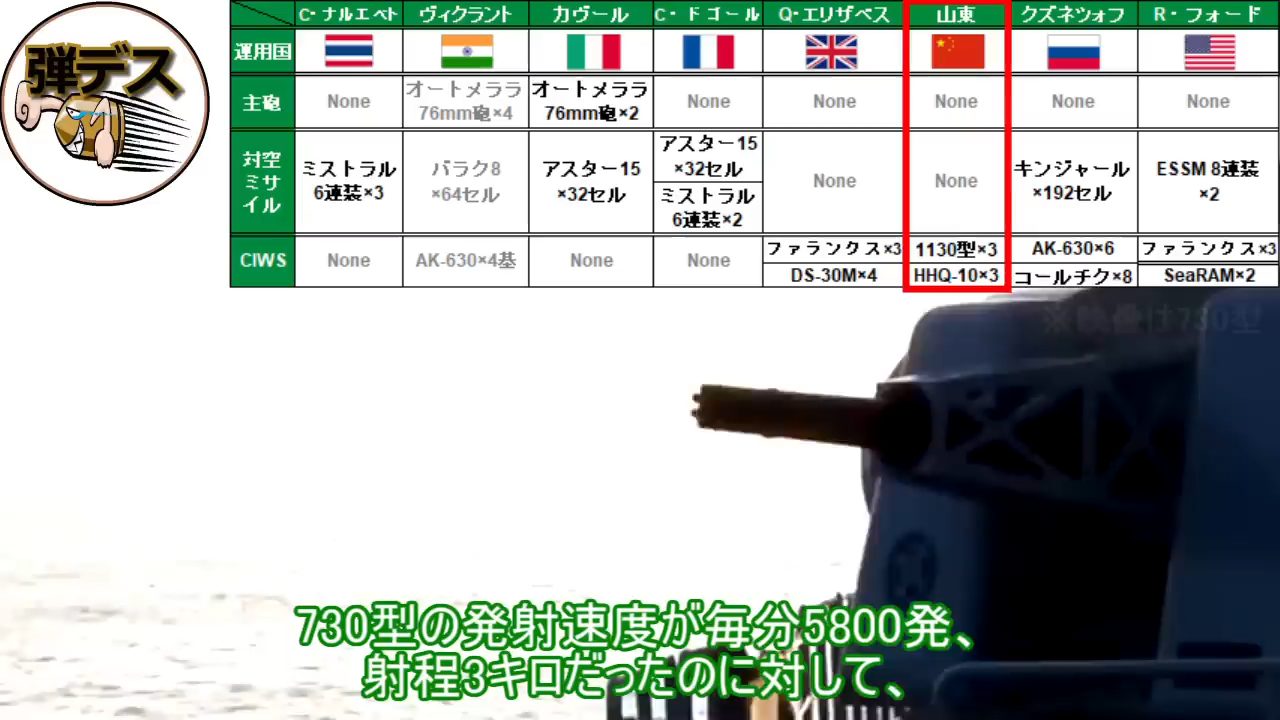 弾デス
C・ナルエベト ヴィクラント カヴール C・ドゴール Q・エリザベス 山東 クズネツォフ R・フォード
運用国
主砲 None オートメララ 76mm砲×4 オートメララ 76mm砲×2 None None None None None
対空ミサイル ミストラル 6連装×3 バラク8 ×64セル アスター15 ×32セル アスター15 ×32セル ミストラル 6連装×2 None None キンジャール ×192セル ESSM 8連装 ×2
CIWS None AK-630×4基 None None ファランクス×3 DS-30M×4 1130型×3 HHQ-10×3 AK-630×6 コールチク×8 ファランクス×3 SeaRAM×2
※映像は730型
730型の発射速度が毎分5800発、
射程3キロだったのに対して、